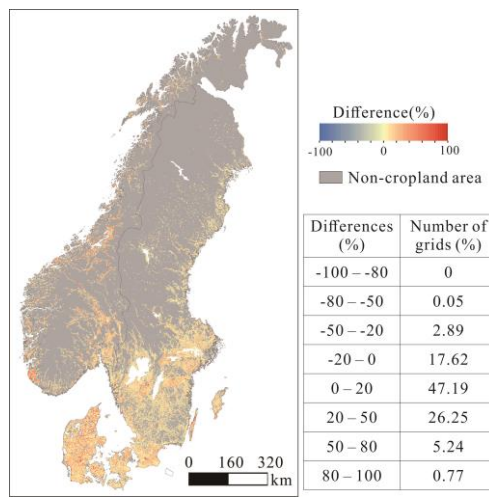 Difference(%)
-100 0 100
Non-cropland area
Differences (%) Number of grids (%)
-100 – -80 0
-80 – -50 0.05
-50 – -20 2.89
-20 – 0 17.62
0 – 20 47.19
20 – 50 26.25
50 – 80 5.24
80 – 100 0.77
0 160 320
km